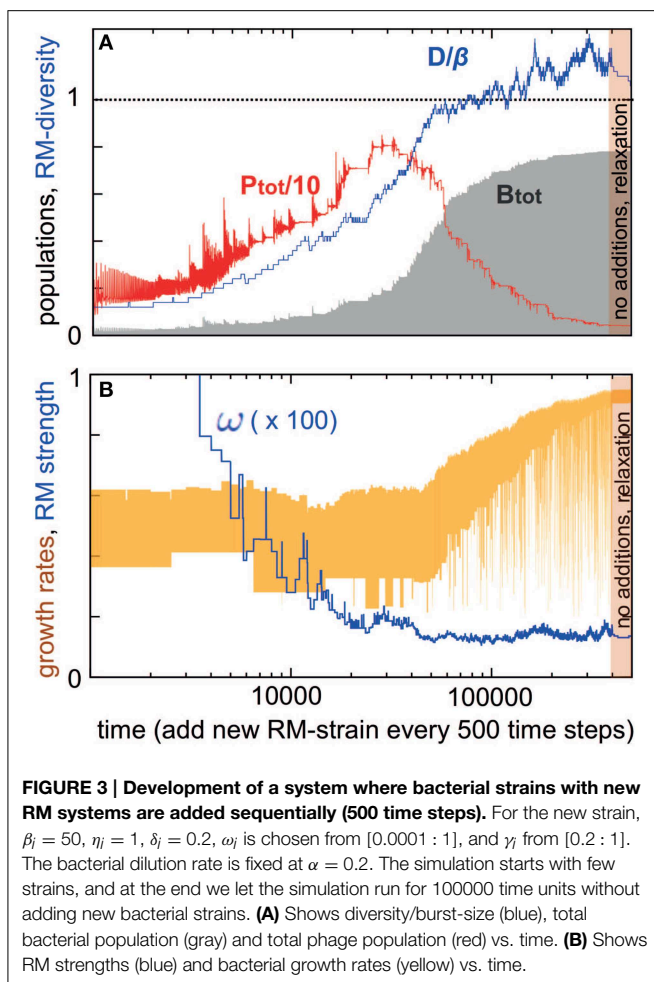 A
D/β
1
Ptot/10
Btot
populations, RM-diversity
no additions, relaxation
0
B
1
ω ( x 100)
growth rates, RM strength
no additions, relaxation
0
10000 100000
time (add new RM-strain every 500 time steps)
FIGURE 3 | Development of a system where bacterial strains with new
RM systems are added sequentially (500 time steps). For the new strain,
βj = 50, ηj = 1, δj = 0.2, ωj is chosen from [0.0001 : 1], and γj from [0.2 : 1].
The bacterial dilution rate is fixed at α = 0.2. The simulation starts with few
strains, and at the end we let the simulation run for 100000 time units without
adding new bacterial strains. (A) Shows diversity/burst-size (blue), total
bacterial population (gray) and total phage population (red) vs. time. (B) Shows
RM strengths (blue) and bacterial growth rates (yellow) vs. time.